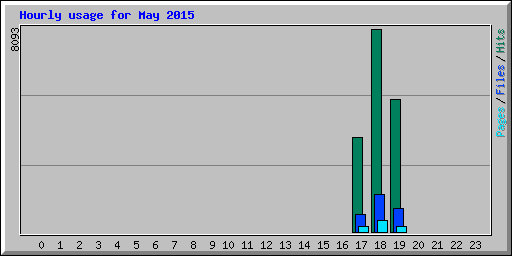 Hourly usage for May 2015
8093
Pages/Files/Hits
0 1 2 3 4 5 6 7 8 9 10 11 12 13 14 15 16 17 18 19 20 21 22 23